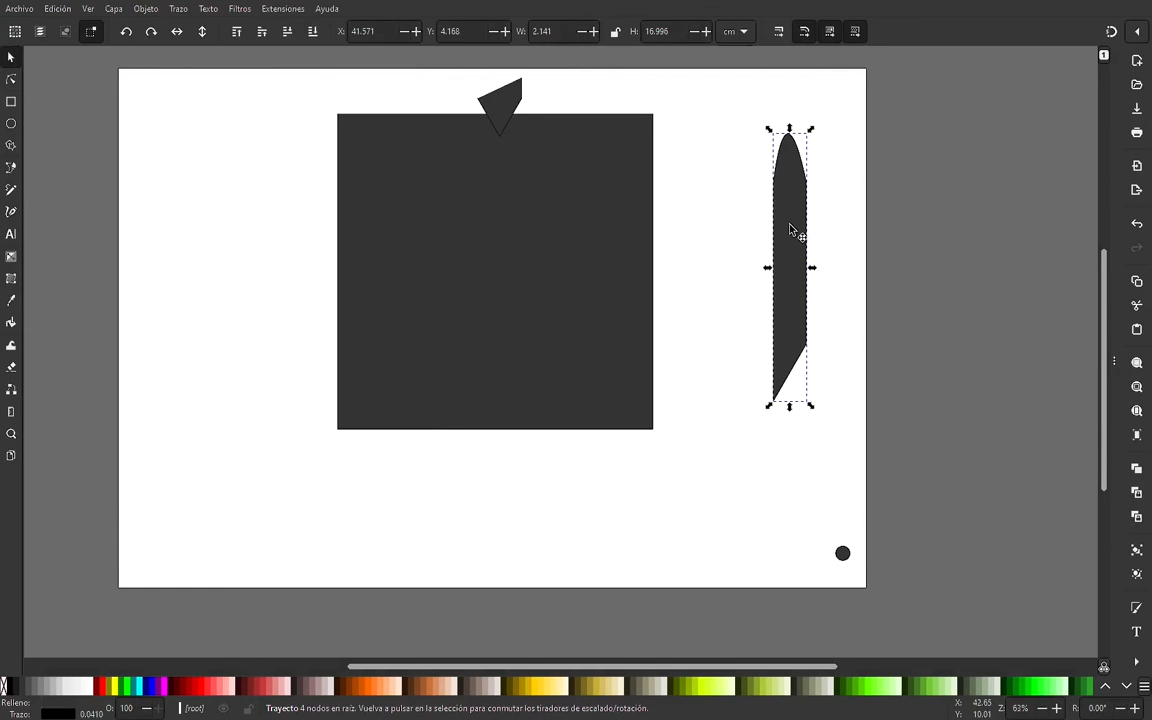 Archivo Edición Ver Capa Objeto Trazo Texto Filtros Extensiones Ayuda
X: 41.571 Y: 4.168 W: 2.141 H: 16.996 cm
1
Relleno: O: 100 [root] Trayecto 4 nodos en raíz. Vuelva a pulsar en la selección para conmutar los tiradores de escalado/rotación. X: 42.65 Z: 63% R: 0.00°
Trazo: 0.0410 Y: 10.01